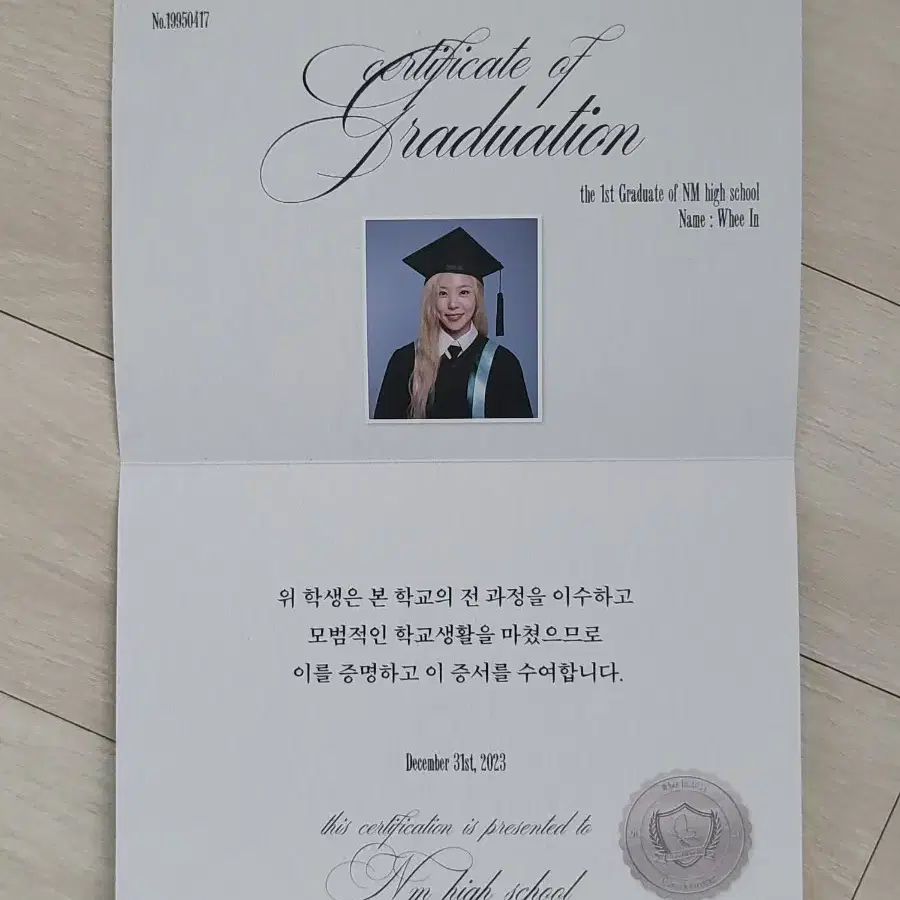 No.19950417
certificate of
Graduation
the 1st Graduate of NM high school
Name : Whee In
위 학생은 본 학교의 전 과정을 이수하고
모범적인 학교생활을 마쳤으므로
이를 증명하고 이 증서를 수여합니다.
December 31st, 2023
this certification is presented to
Nm high school